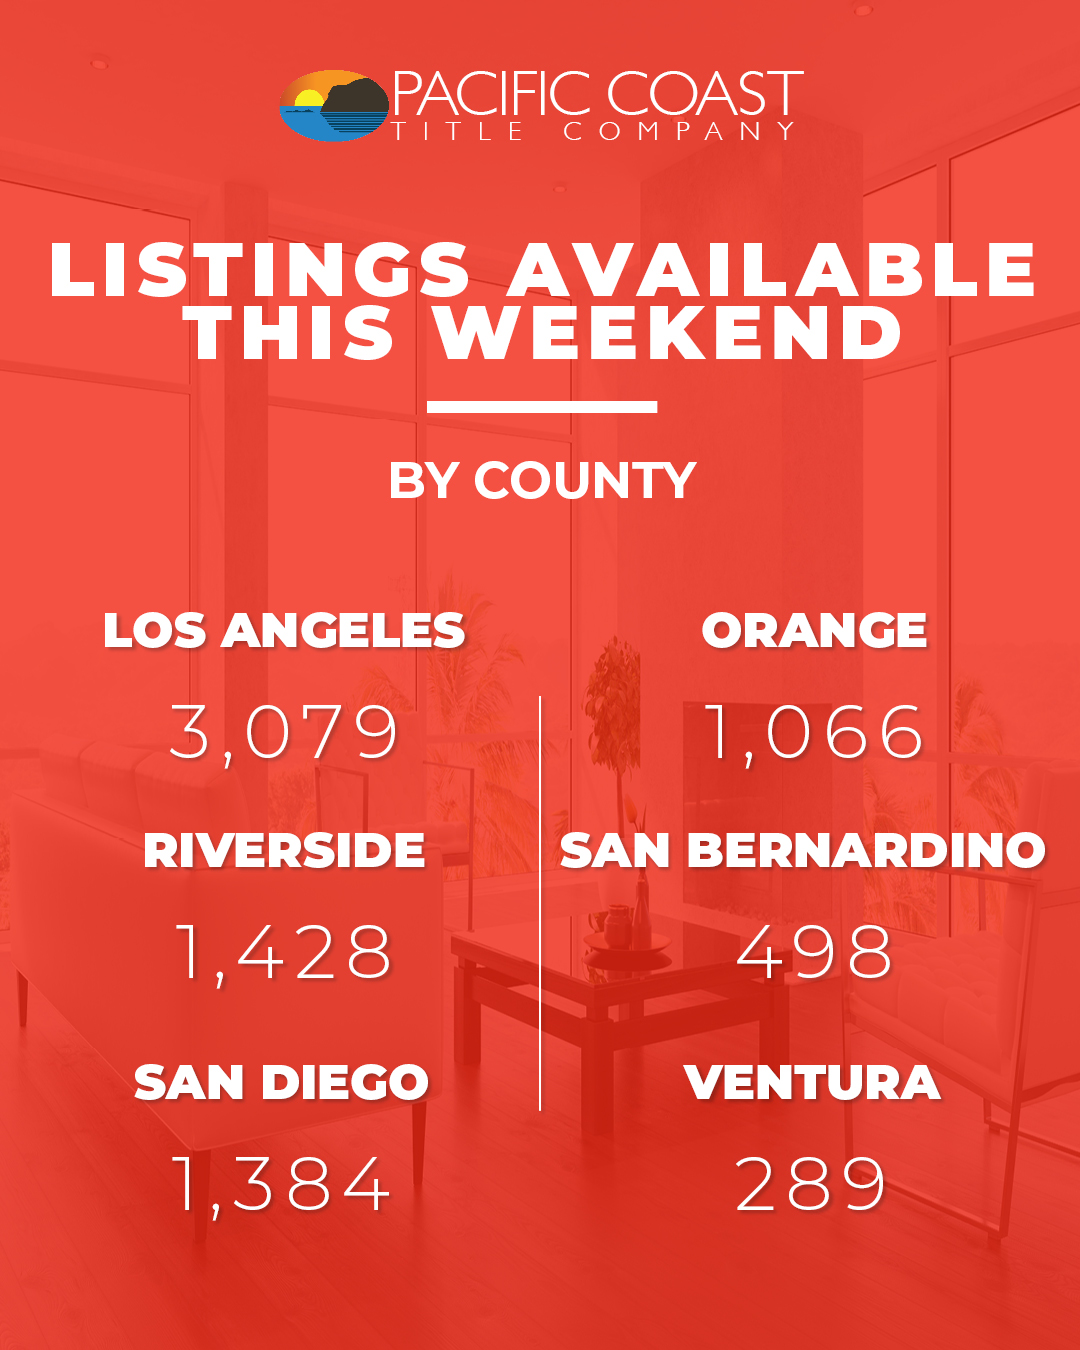 PACIFIC COAST
TITLE COMPANY
LISTINGS AVAILABLE
THIS WEEKEND
BY COUNTY
LOS ANGELES
3,079
RIVERSIDE
1,428
SAN DIEGO
1,384
ORANGE
1,066
SAN BERNARDINO
498
VENTURA
289